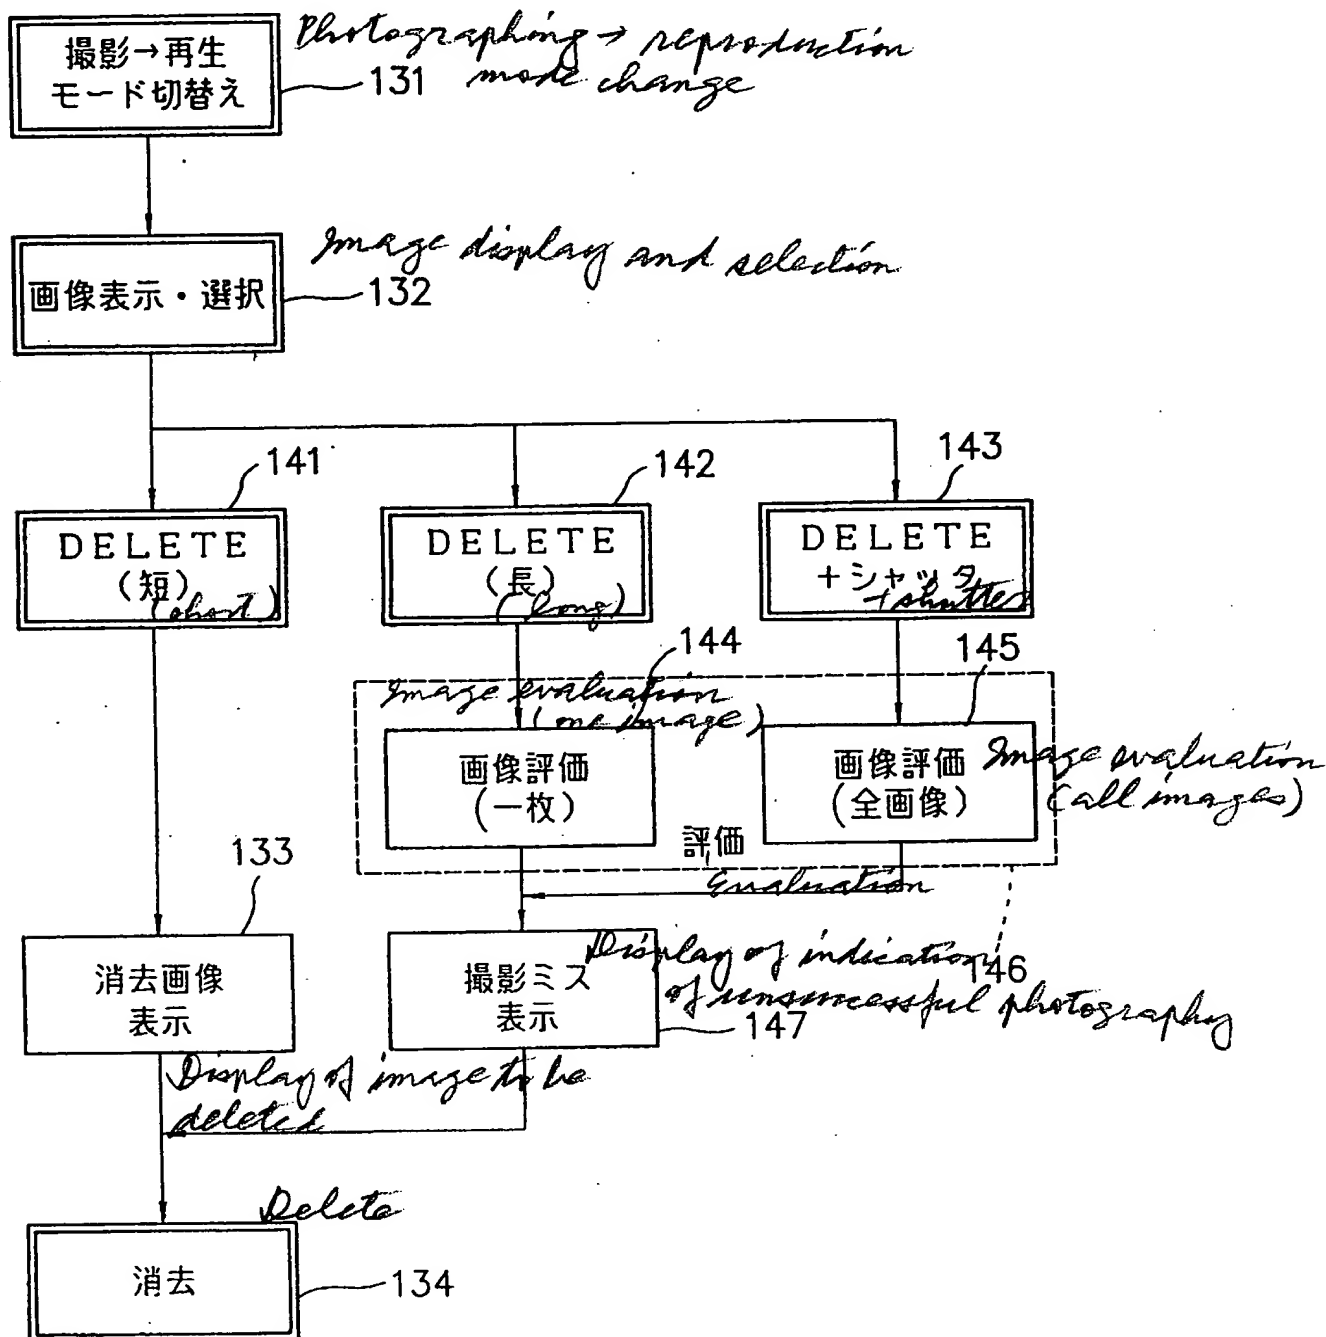 撮影→再生
モード切替え
131
Photographing → reproduction
mode change
画像表示・選択
132
Image display and selection
141
DELETE
(短)
(short)
142
DELETE
(長)
(long)
143
DELETE
+シャッタ
+shutter
144
Image evaluation
(one image)
画像評価
(一枚)
145
画像評価
(全画像)
Image evaluation
(all images)
評価
Evaluation
146
133
消去画像
表示
Display of image to be
deleted
撮影ミス
表示
147
Display of indication
of unsuccessful photography
Delete
消去
134